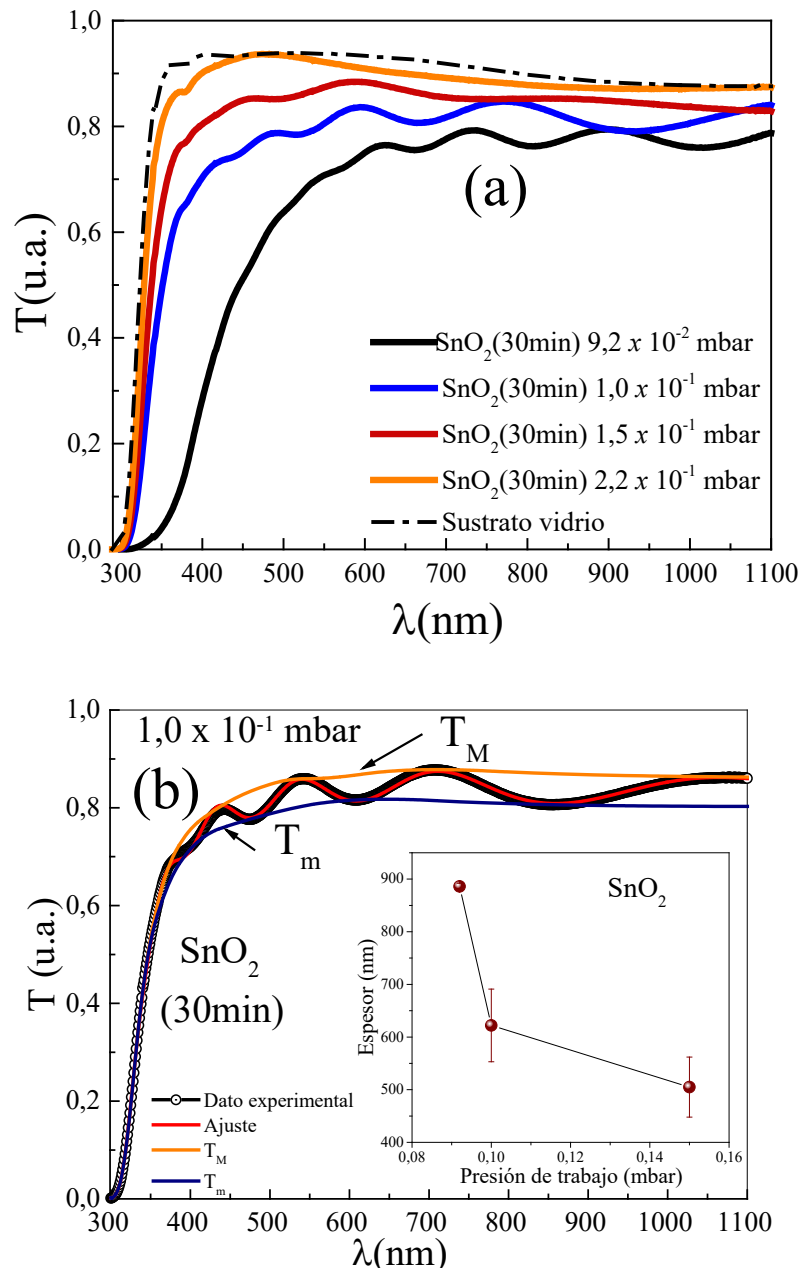 1,0
0,8
0,6
0,4
0,2
0,0
T(u.a.)
(a)
SnO₂(30min) 9,2 x 10⁻² mbar
SnO₂(30min) 1,0 x 10⁻¹ mbar
SnO₂(30min) 1,5 x 10⁻¹ mbar
SnO₂(30min) 2,2 x 10⁻¹ mbar
Sustrato vidrio
300 400 500 600 700 800 900 1000 1100
λ(nm)
1,0
0,8
0,6
0,4
0,2
0,0
T (u.a.)
1,0 x 10⁻¹ mbar
(b)
T_M
T_m
SnO₂
(30min)
Dato experimental
Ajuste
T_M
T_m
SnO₂
900
800
700
600
500
400
Espesor (nm)
0,08 0,10 0,12 0,14 0,16
Presión de trabajo (mbar)
300 400 500 600 700 800 900 1000 1100
λ(nm)